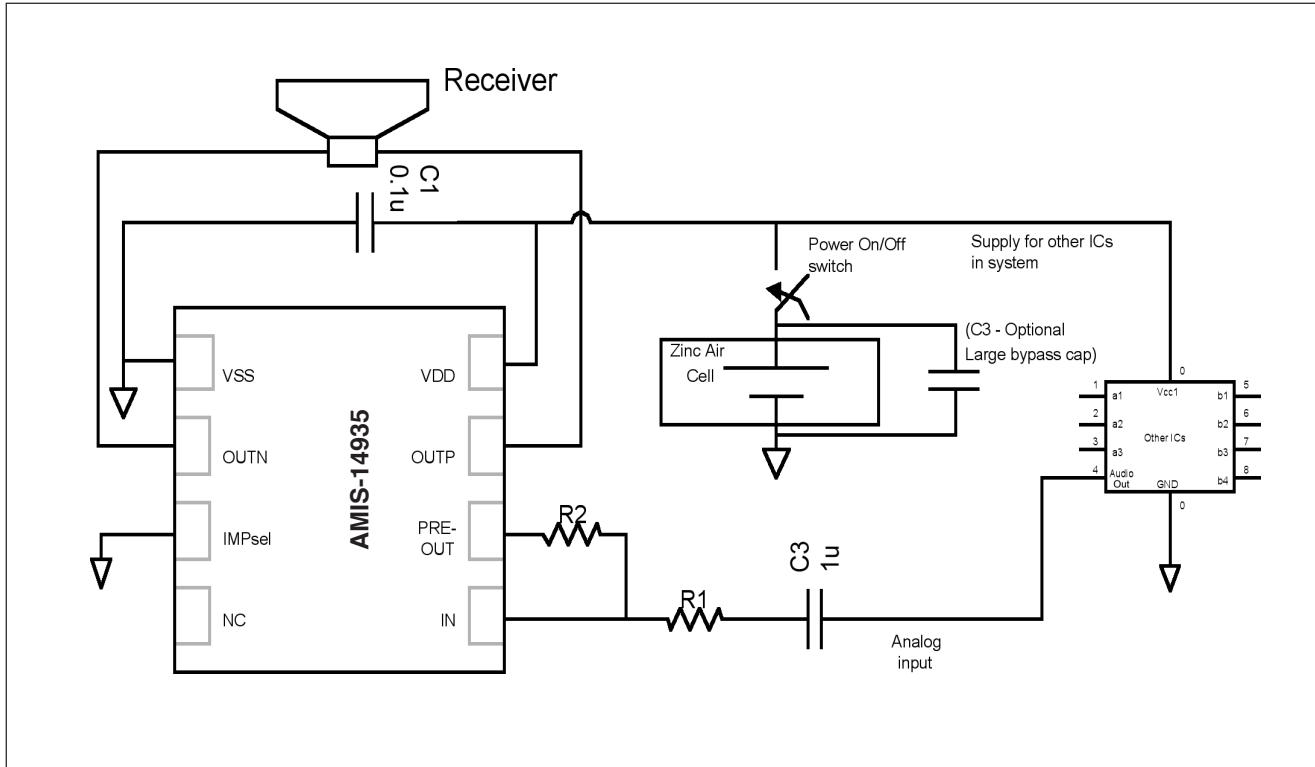 Receiver
C1
0.1u
Power On/Off
switch
Supply for other ICs
in system
(C3 - Optional
Large bypass cap)
Zinc Air
Cell
VSS
VDD
OUTN
OUTP
IMPsel
PRE-
OUT
NC
IN
AMIS-14935
R2
R1
C3
1u
Analog
input
0
Vcc1
1
a1
b1
5
2
a2
b2
6
Other ICs
3
a3
b3
7
4
Audio
Out
GND
b4
8
0